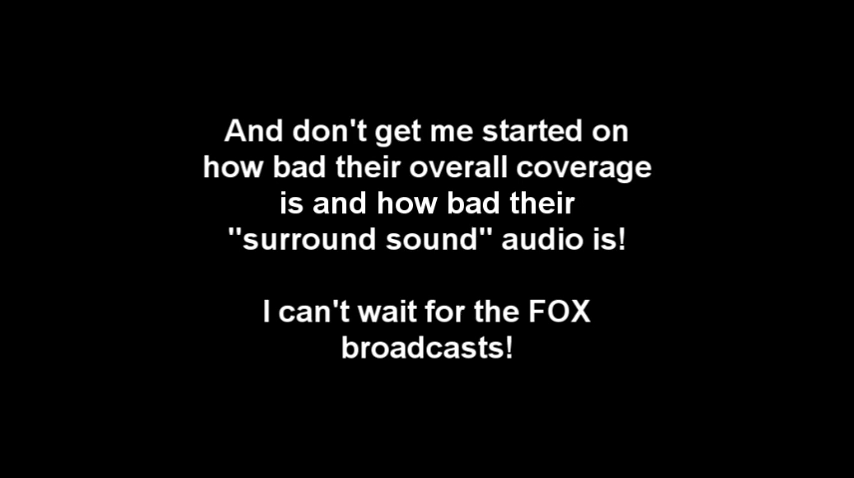 And don't get me started on
how bad their overall coverage
is and how bad their
"surround sound" audio is!
I can't wait for the FOX
broadcasts!